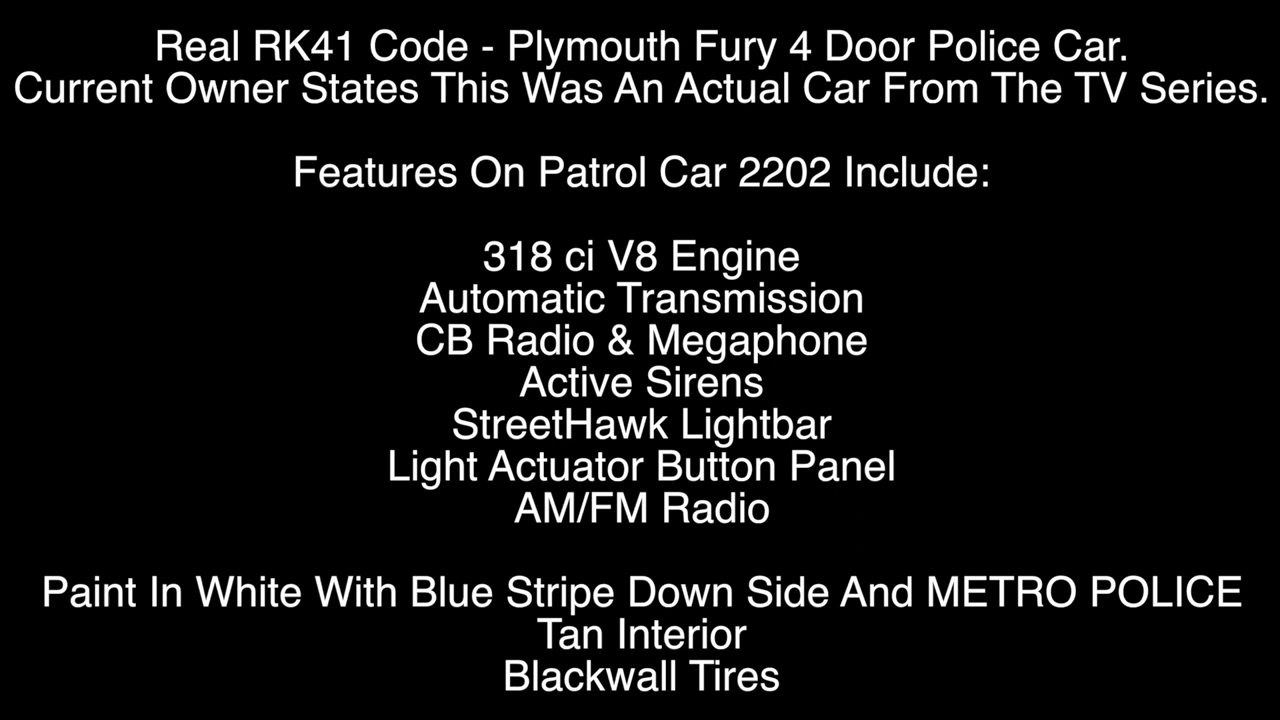 Real RK41 Code - Plymouth Fury 4 Door Police Car.
Current Owner States This Was An Actual Car From The TV Series.
Features On Patrol Car 2202 Include:
318 ci V8 Engine
Automatic Transmission
CB Radio & Megaphone
Active Sirens
StreetHawk Lightbar
Light Actuator Button Panel
AM/FM Radio
Paint In White With Blue Stripe Down Side And METRO POLICE
Tan Interior
Blackwall Tires